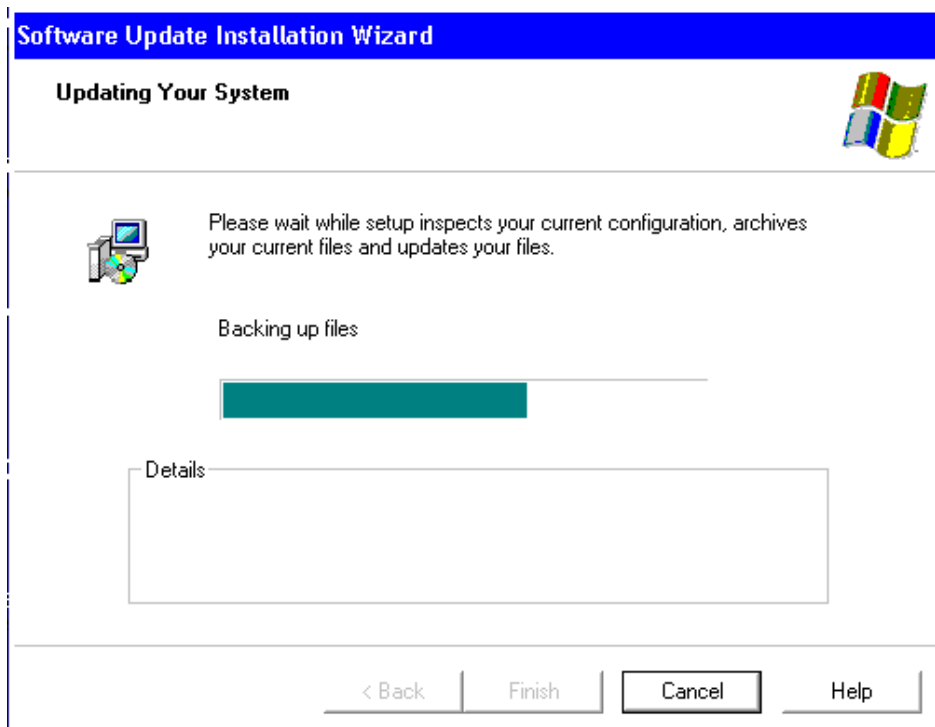 Software Update Installation Wizard
Updating Your System
Please wait while setup inspects your current configuration, archives
your current files and updates your files.
Backing up files
Details
< Back
Finish
Cancel
Help